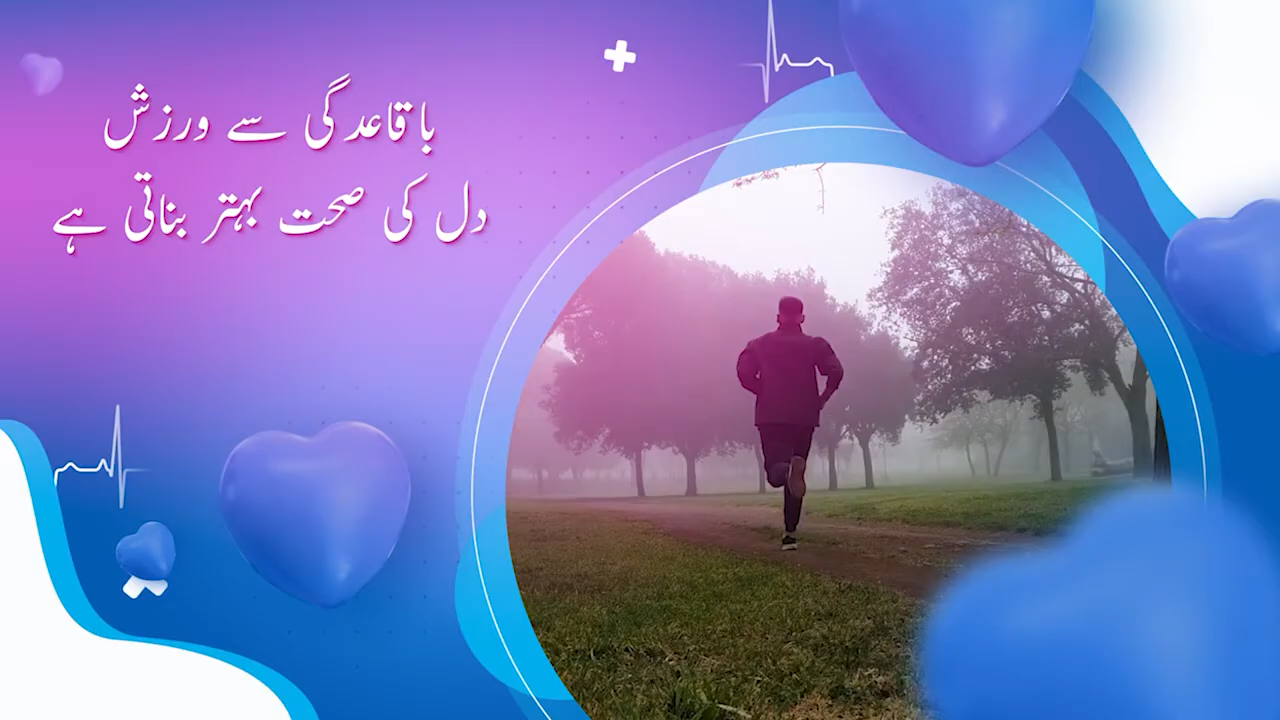 باقاعدگی سے ورزش
دل کی صحت بہتر بناتی ہے